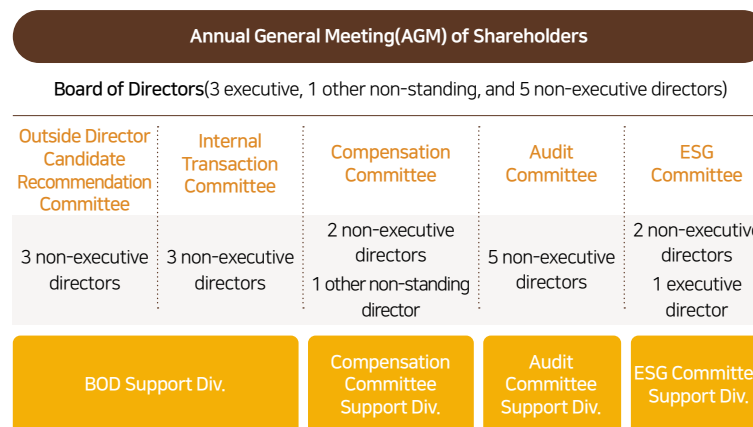 Annual General Meeting(AGM) of Shareholders
Board of Directors(3 executive, 1 other non-standing, and 5 non-executive directors)
Outside Director
Candidate
Recommendation
Committee
Internal
Transaction
Committee
Compensation
Committee
Audit
Committee
ESG
Committee
3 non-executive
directors
3 non-executive
directors
2 non-executive
directors
1 other non-standing
director
5 non-executive
directors
2 non-executive
directors
1 executive
director
BOD Support Div.
Compensation
Committee
Support Div.
Audit
Committee
Support Div.
ESG Committee
Support Div.